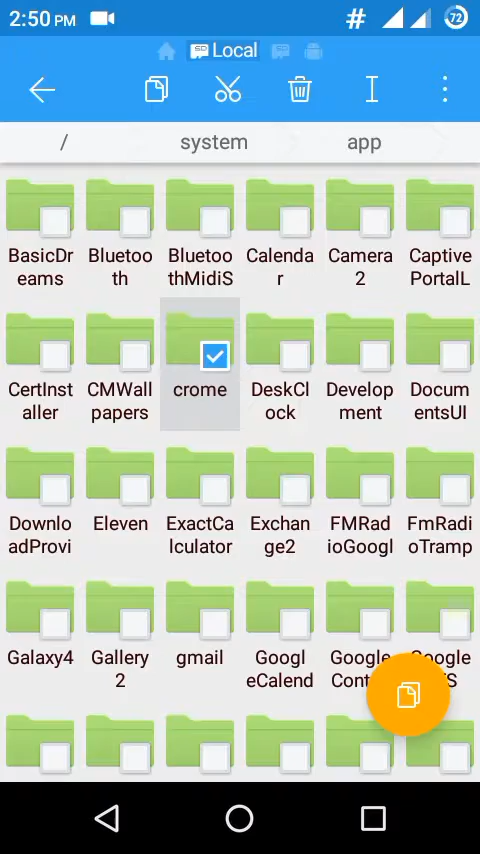 2:50 PM # 72
SD Local
/ system app
BasicDr Bluetoo Bluetoo Calenda Camera Captive
eams th thMidiS r 2 PortalL
CertInst CMWall crome DeskCl Develop Docum
aller papers ock ment entsUI
Downlo Eleven ExactCa Exchan FMRad FmRadi
adProvi lculator ge2 ioGoogl oTramp
Galaxy4 Gallery gmail Googl Google Google
2 eCalend Cont S